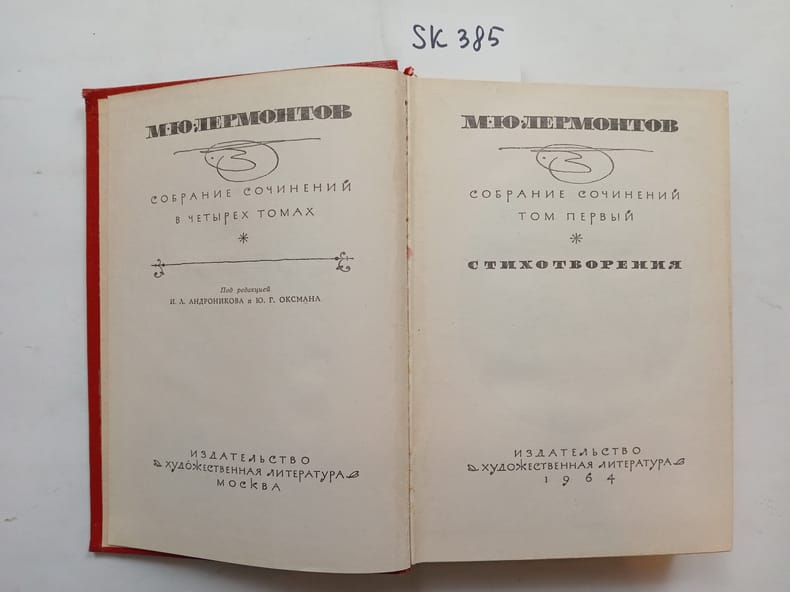 SK 385
М·Ю·ЛЕРМОНТОВ
СОБРАНИЕ СОЧИНЕНИЙ
В ЧЕТЫРЕХ ТОМАХ
*
Под редакцией
И. Л. АНДРОНИКОВА и Ю. Г. ОКСМАНА
ИЗДАТЕЛЬСТВО
ХУДОЖЕСТВЕННАЯ ЛИТЕРАТУРА
МОСКВА
М·Ю·ЛЕРМОНТОВ
СОБРАНИЕ СОЧИНЕНИЙ
ТОМ ПЕРВЫЙ
*
СТИХОТВОРЕНИЯ
ИЗДАТЕЛЬСТВО
ХУДОЖЕСТВЕННАЯ ЛИТЕРАТУРА
1964